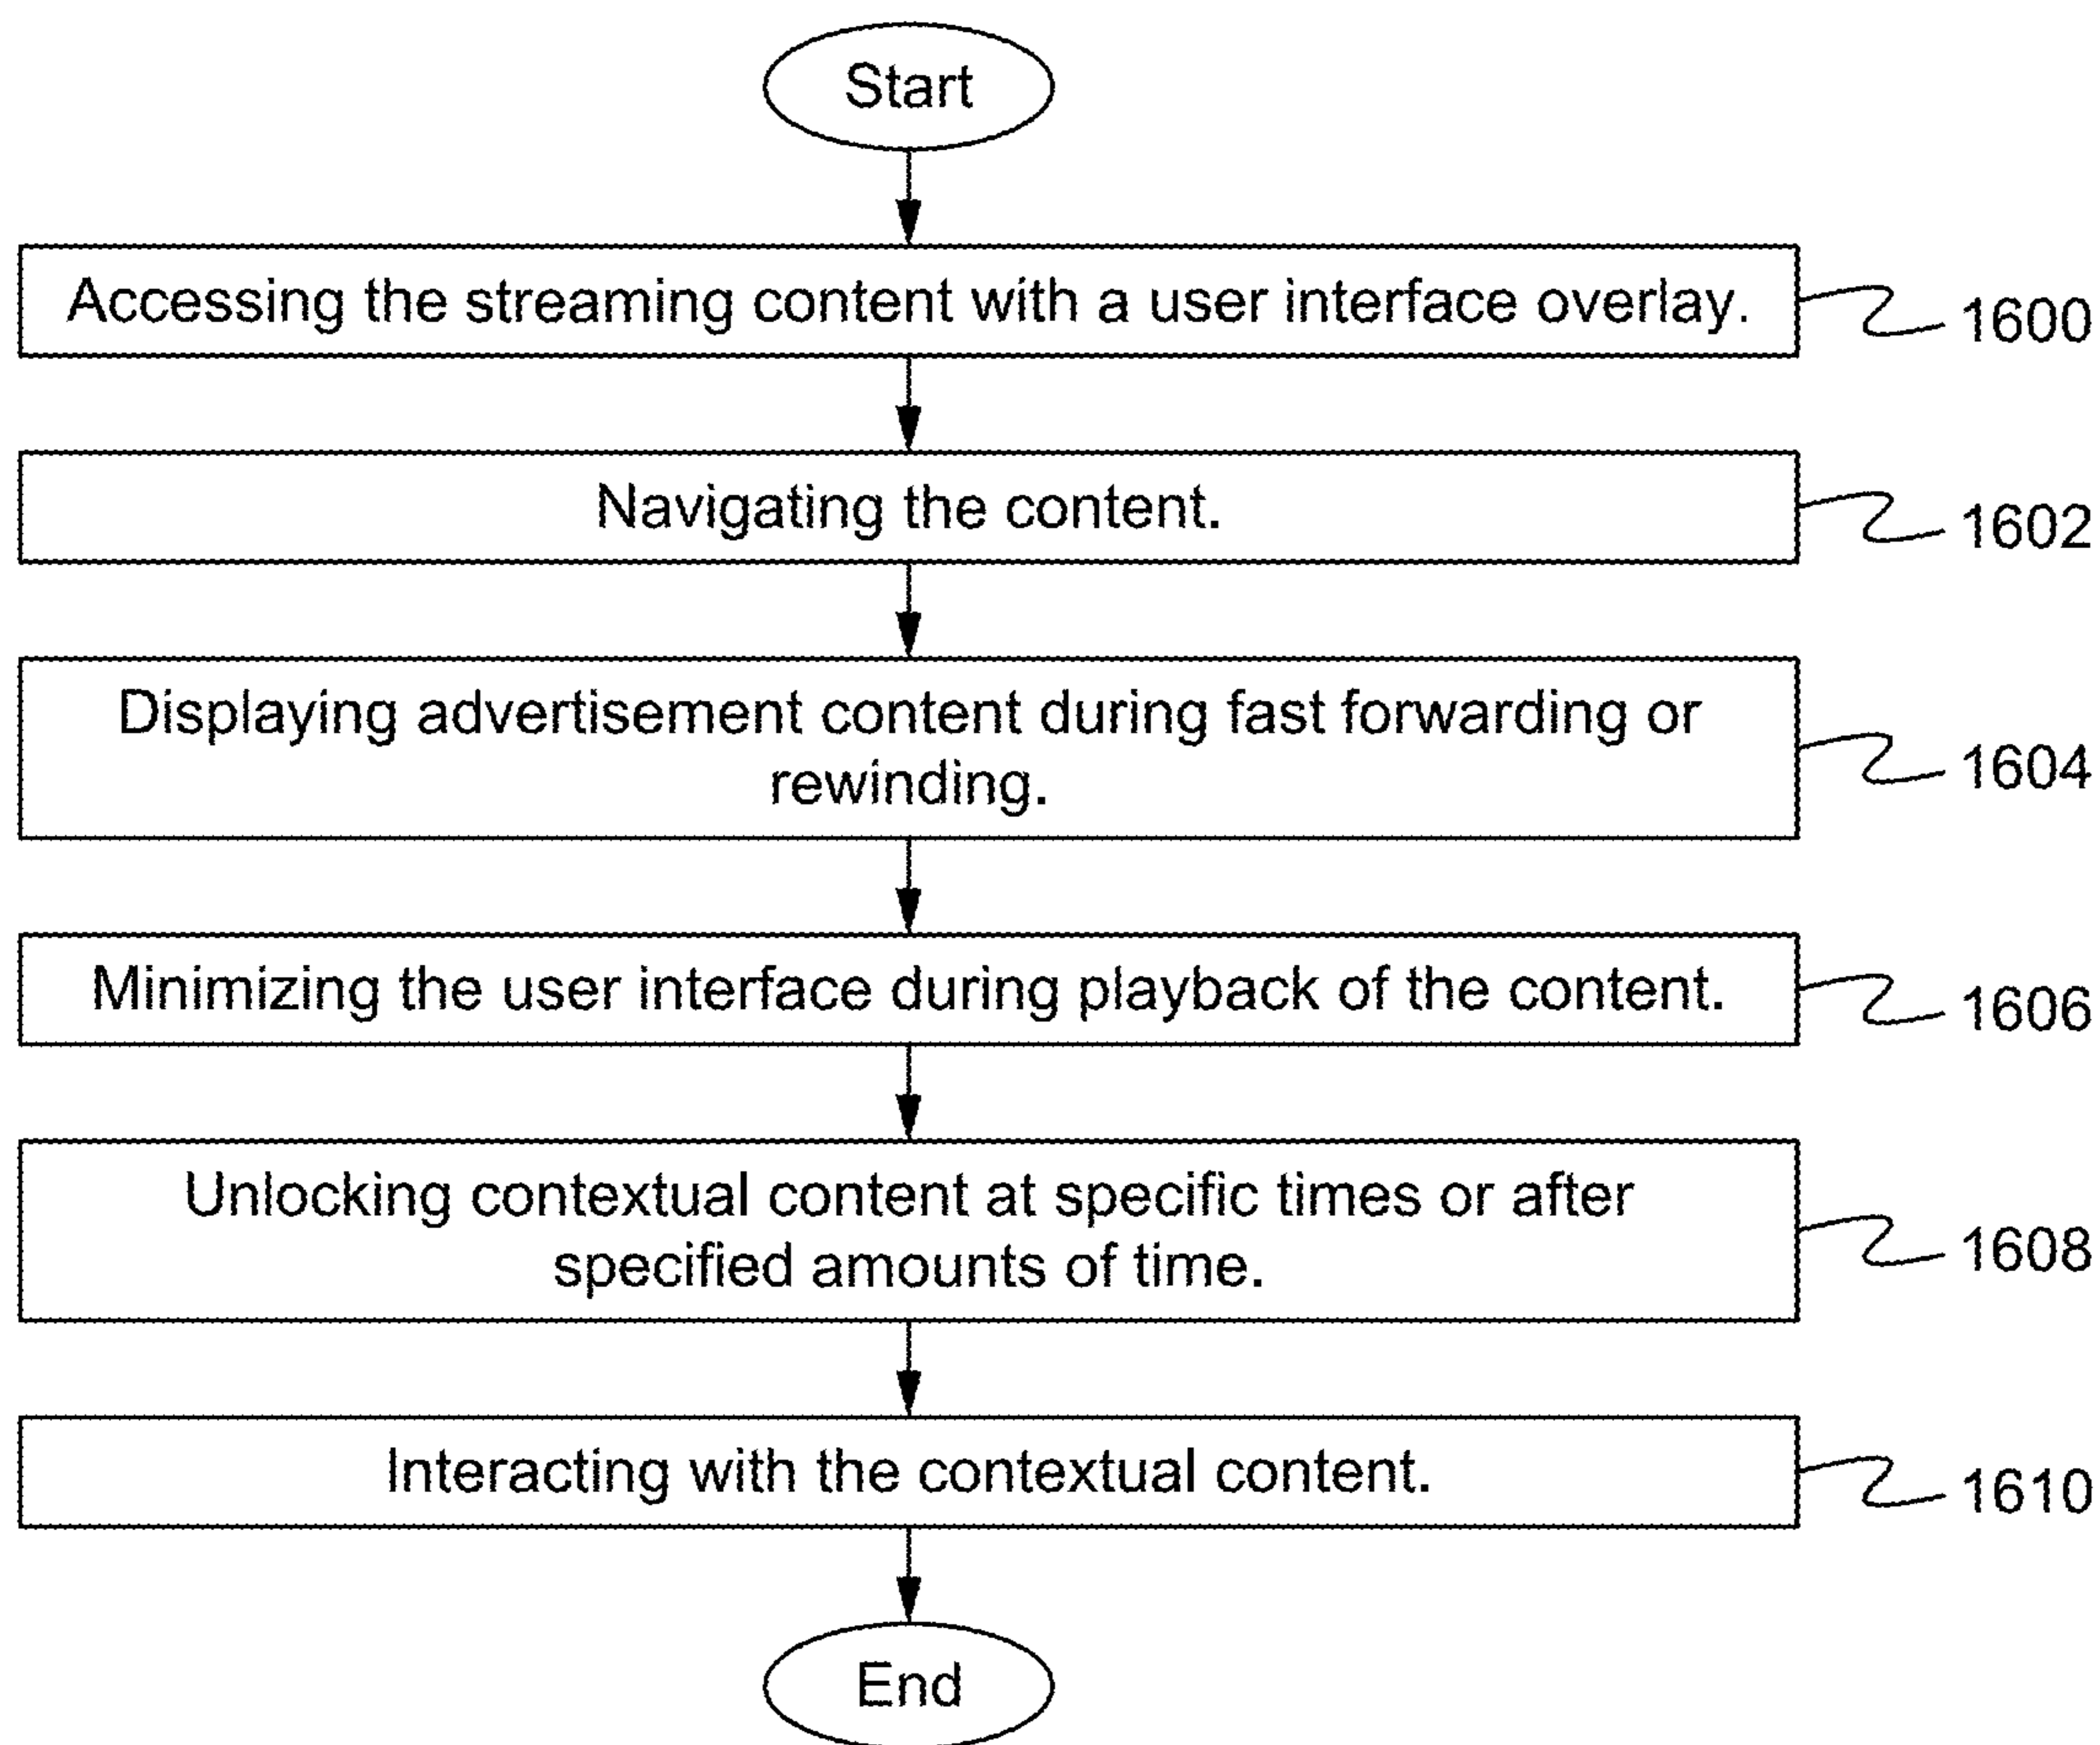 Start
Accessing the streaming content with a user interface overlay.
1600
Navigating the content.
1602
Displaying advertisement content during fast forwarding or
rewinding.
1604
Minimizing the user interface during playback of the content.
1606
Unlocking contextual content at specific times or after
specified amounts of time.
1608
Interacting with the contextual content.
1610
End